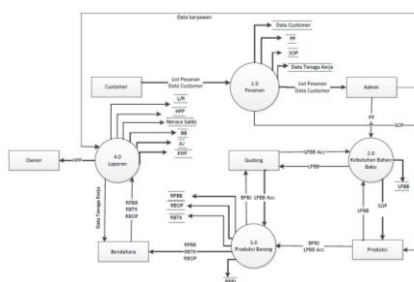 Data karyawan
Data Customer
PP
SOP
Data Tenaga Kerja
Customer
List Pesanan
Data Customer
1.0
Pesanan
List Pesanan
Data Customer
Admin
L/R
HPP
Neraca Saldo
BB
JU
PP
SOP
Owner
HPP
4.0
Laporan
Gudang
LPBB Acc
LPBB
2.0
Kebutuhan Bahan
Baku
LPBB
Data Tenaga Kerja
RPBB
RBTK
RBOP
RPBB
RBOP
RBTK
BPBJ
LPBB Acc
LPBB
SOP
Bendahara
RPBB
RBTK
RBOP
3.0
Produksi Barang
BPBJ
LPBB Acc
Produksi